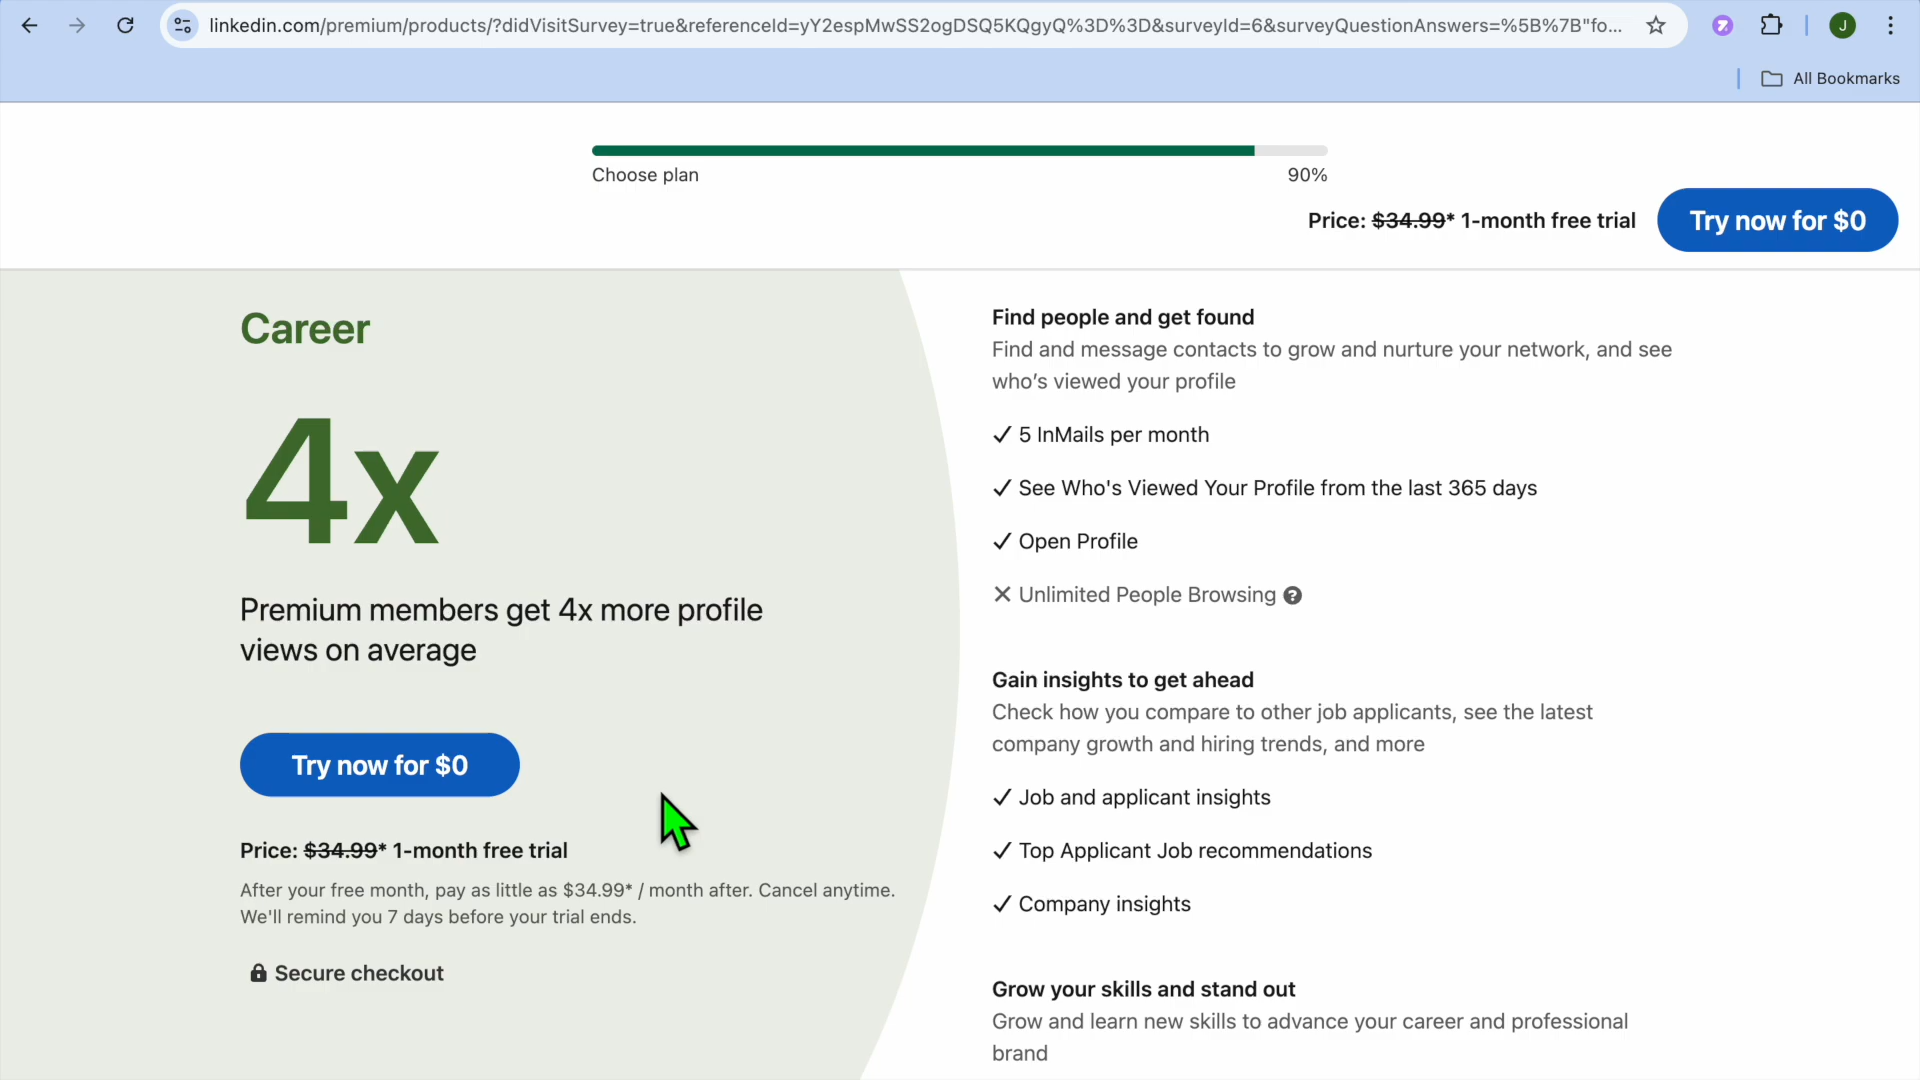 linkedin.com/premium/products/?didVisitSurvey=true&referenceId=yY2espMwSS2ogDSQ5KQgyQ%3D%3D&surveyId=6&surveyQuestionAnswers=%5B%7B"fo...
J
All Bookmarks
Choose plan
90%
Price: $34.99* 1-month free trial
Try now for $0
Career
4x
Premium members get 4x more profile
views on average
Try now for $0
Price: $34.99* 1-month free trial
After your free month, pay as little as $34.99* / month after. Cancel anytime.
We'll remind you 7 days before your trial ends.
Secure checkout
Find people and get found
Find and message contacts to grow and nurture your network, and see
who’s viewed your profile
✓ 5 InMails per month
✓ See Who's Viewed Your Profile from the last 365 days
✓ Open Profile
✕ Unlimited People Browsing ?
Gain insights to get ahead
Check how you compare to other job applicants, see the latest
company growth and hiring trends, and more
✓ Job and applicant insights
✓ Top Applicant Job recommendations
✓ Company insights
Grow your skills and stand out
Grow and learn new skills to advance your career and professional
brand